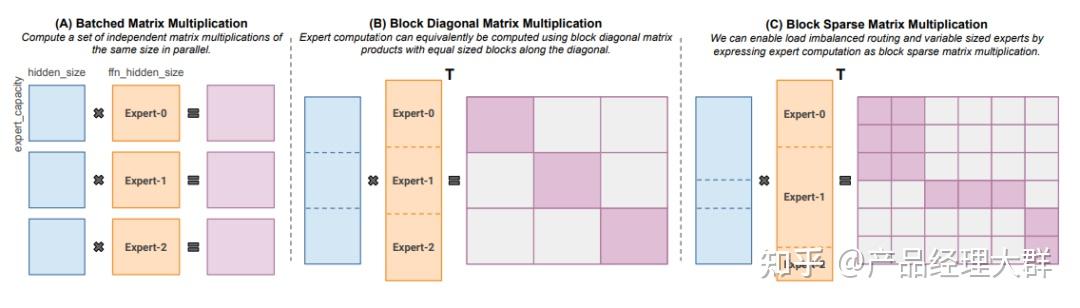 (A) Batched Matrix Multiplication
Compute a set of independent matrix multiplications of
the same size in parallel.
hidden_size
ffn_hidden_size
expert_capacity
Expert-0
Expert-1
Expert-2
(B) Block Diagonal Matrix Multiplication
Expert computation can equivalently be computed using block diagonal matrix
products with equal sized blocks along the diagonal.
T
Expert-0
Expert-1
Expert-2
(C) Block Sparse Matrix Multiplication
We can enable load imbalanced routing and variable sized experts by
expressing expert computation as block sparse matrix multiplication.
T
Expert-0
Expert-1
Expert-2
知乎 @产品经理大群